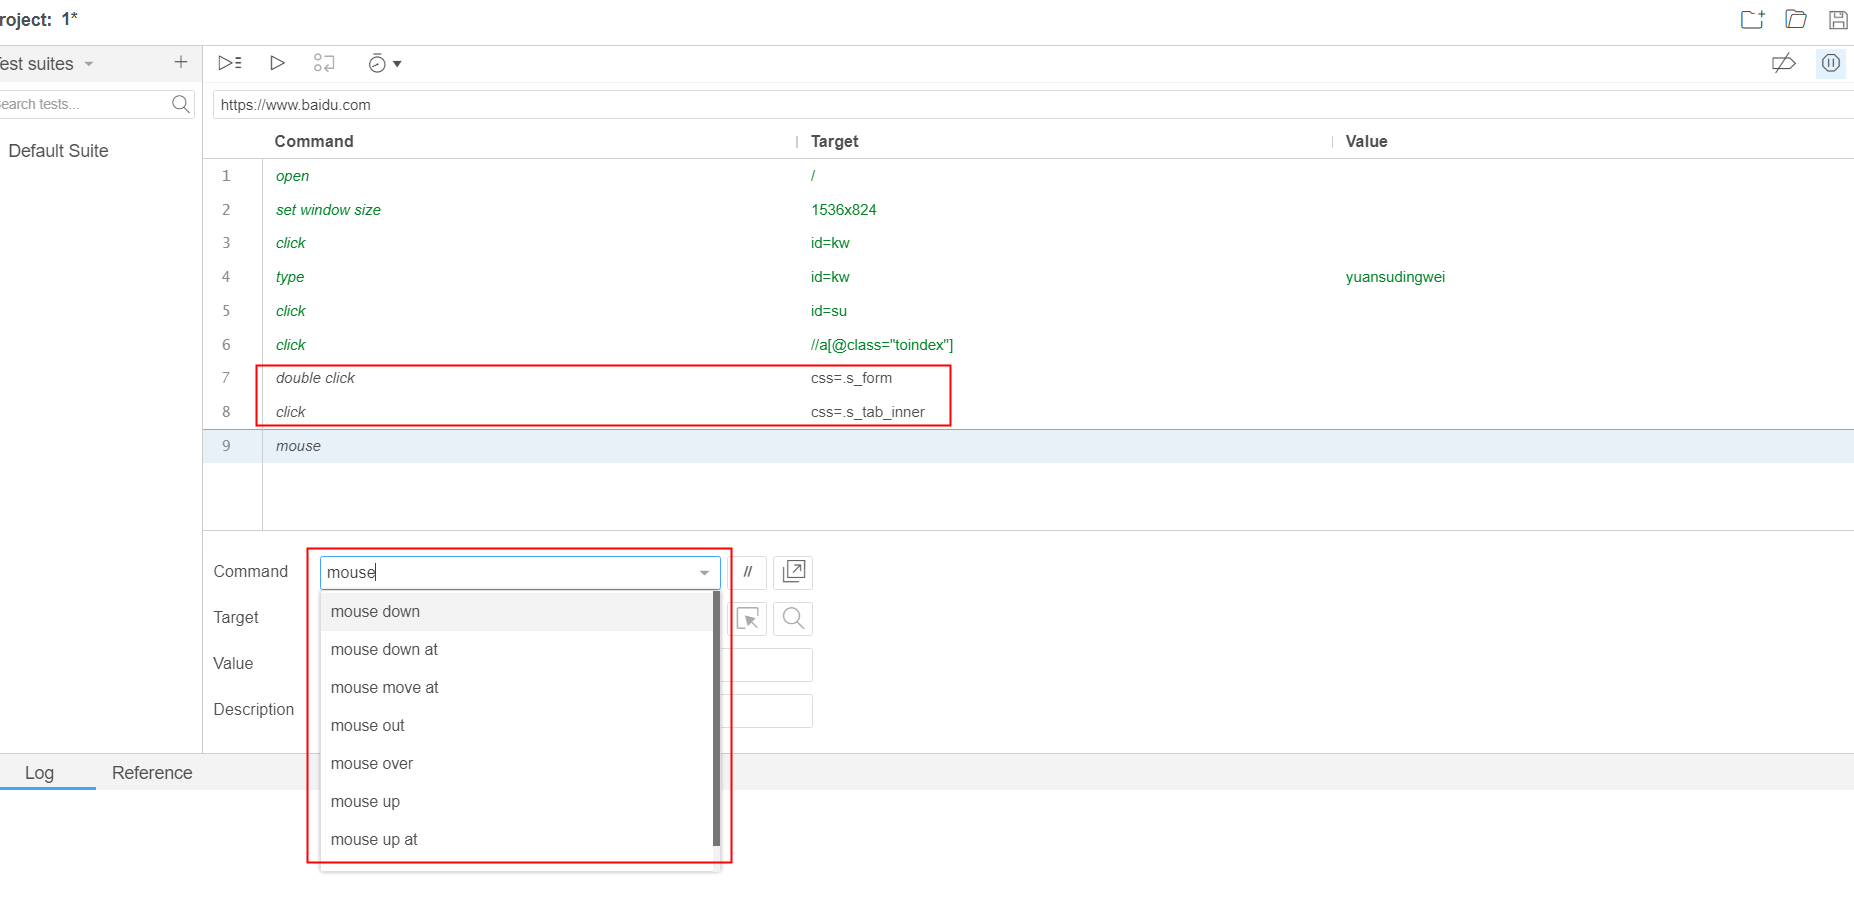 roject: 1*
est suites
earch tests...
https://www.baidu.com
Default Suite
Command Target Value
1 open /
2 set window size 1536x824
3 click id=kw
4 type id=kw yuansudingwei
5 click id=su
6 click //a[@class="toindex"]
7 double click css=.s_form
8 click css=.s_tab_inner
9 mouse
Command mouse //
Target
Value
Description
mouse down
mouse down at
mouse move at
mouse out
mouse over
mouse up
mouse up at
Log Reference